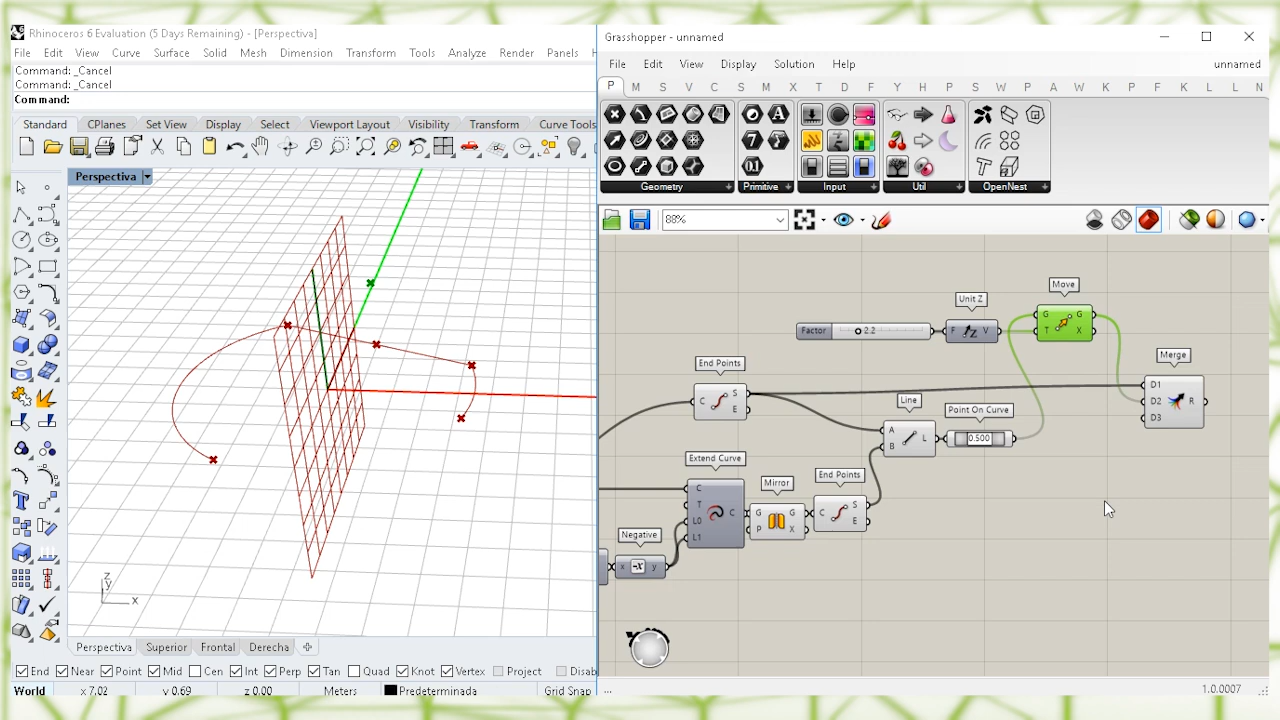 Rhinoceros 6 Evaluation (5 Days Remaining) - [Perspectiva]
File Edit View Curve Surface Solid Mesh Dimension Transform Tools Analyze Render Panels
Command: _Cancel
Command: _Cancel
Command:
Standard CPlanes Set View Display Select Viewport Layout Visibility Transform Curve Tools
Perspectiva
z
y
x
Perspectiva Superior Frontal Derecha
End Near Point Mid Cen Int Perp Tan Quad Knot Vertex Project Disab
World x 7.02 y 0.69 z 0.00 Meters Predeterminada Grid Snap
Grasshopper - unnamed
File Edit View Display Solution Help unnamed
P M S V C S M X T D F Y H P S U W P T A W F K L L N
Geometry Primitive Input Util OpenNest
88%
Move
Unit Z
Factor 2.2
F Z V
G G
T X
Merge
End Points
D1
D2 R
D3
C S
E
Line
Point On Curve
A
B L
0.500
Extend Curve
Mirror
End Points
C
T
L0 C
L1
G G
P X
C S
E
Negative
x -x y
... 1.0.0007